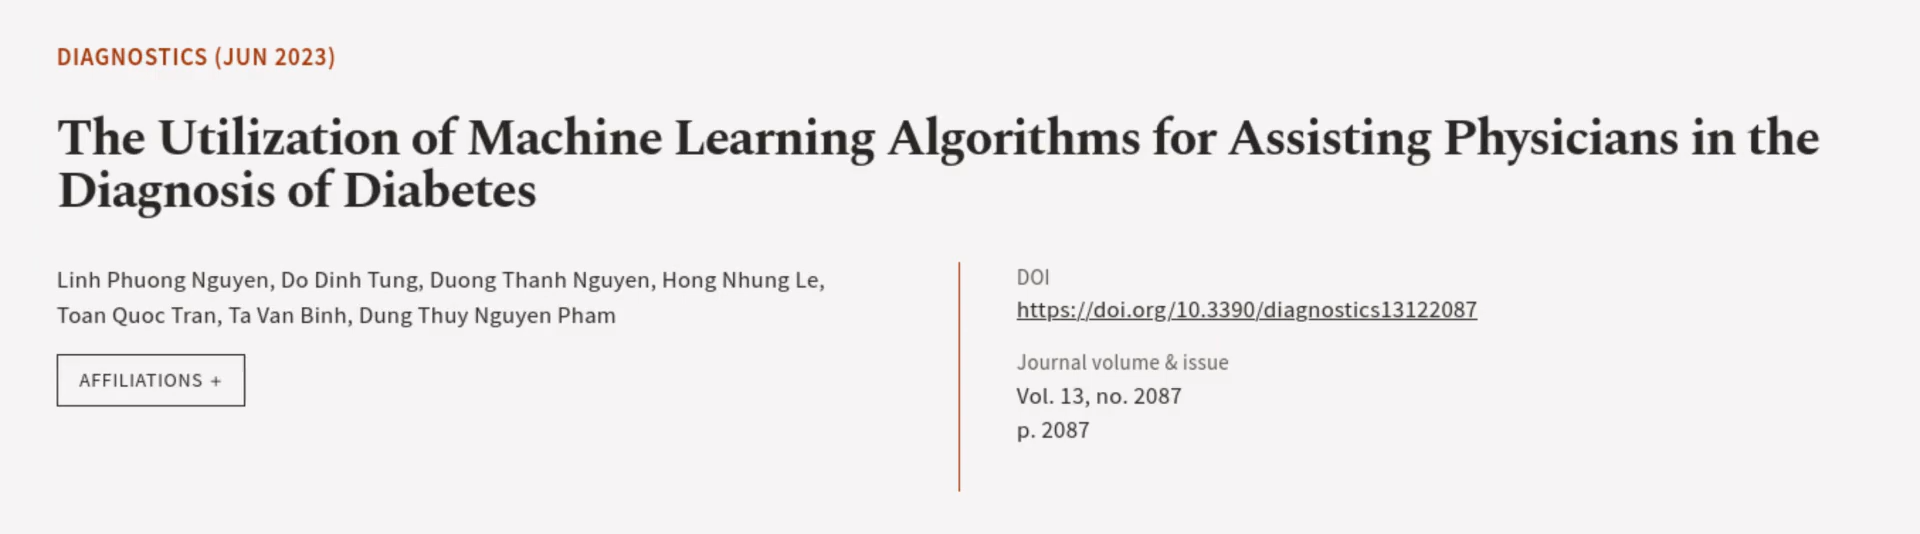 DIAGNOSTICS (JUN 2023)
The Utilization of Machine Learning Algorithms for Assisting Physicians in the
Diagnosis of Diabetes
Linh Phuong Nguyen, Do Dinh Tung, Duong Thanh Nguyen, Hong Nhung Le,
Toan Quoc Tran, Ta Van Binh, Dung Thuy Nguyen Pham
AFFILIATIONS +
DOI
https://doi.org/10.3390/diagnostics13122087
Journal volume & issue
Vol. 13, no. 2087
p. 2087